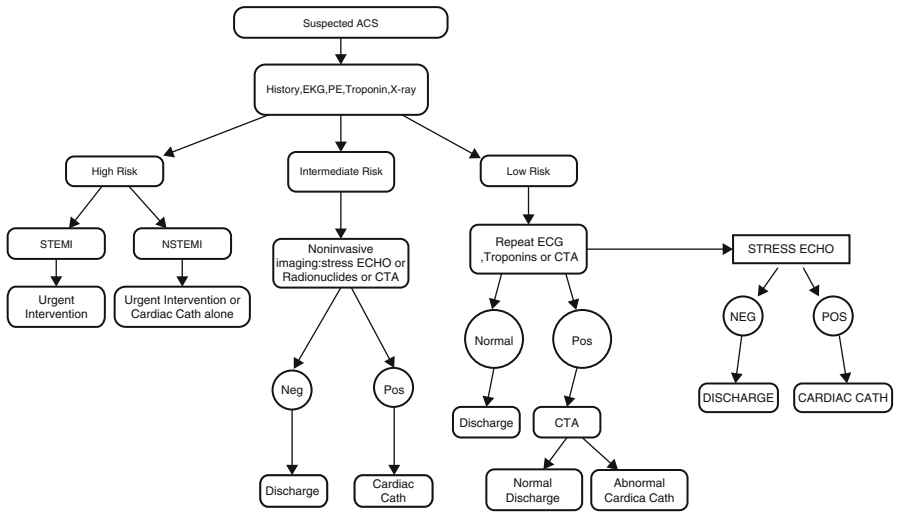 Suspected ACS
History,EKG,PE,Troponin,X-ray
High Risk
Intermediate Risk
Low Risk
STEMI
NSTEMI
Noninvasive
imaging:stress ECHO or
Radionuclides or CTA
Repeat ECG
,Troponins or CTA
STRESS ECHO
Urgent
Intervention
Urgent Intervention or
Cardiac Cath alone
Normal
Pos
NEG
POS
Neg
Pos
Discharge
CTA
DISCHARGE
CARDIAC CATH
Discharge
Cardiac
Cath
Normal
Discharge
Abnormal
Cardica Cath